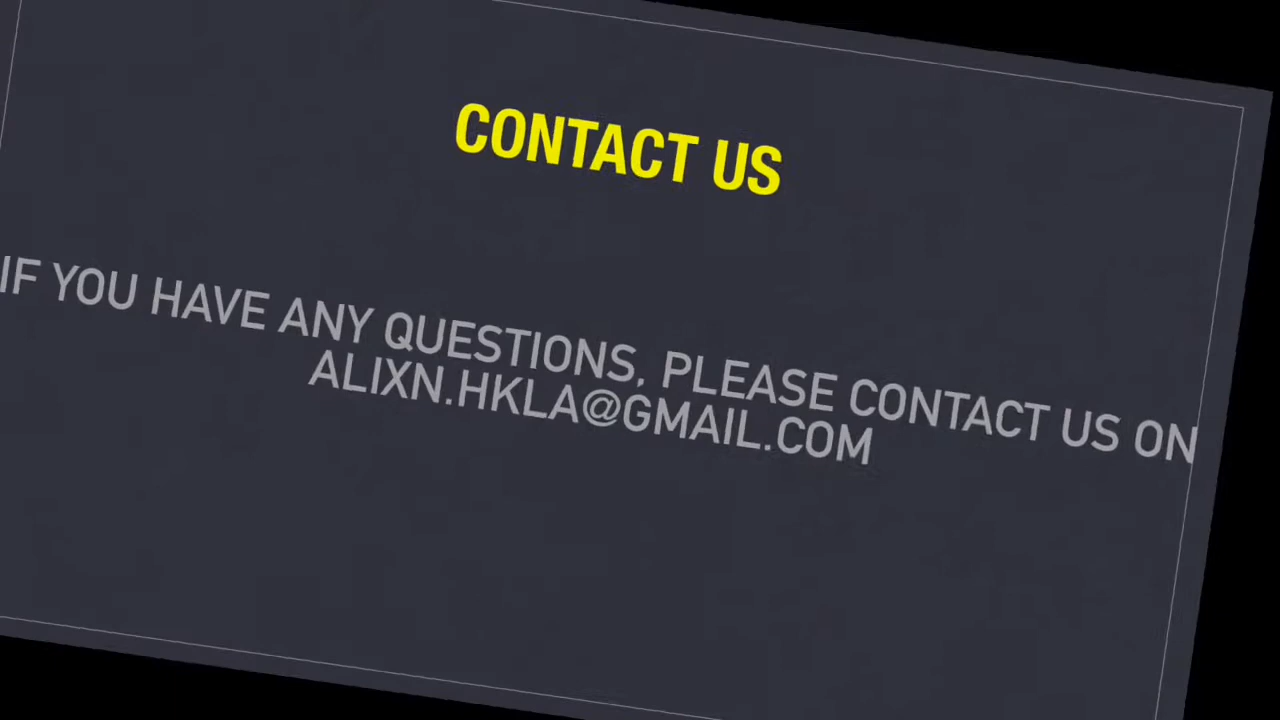 CONTACT US
IF YOU HAVE ANY QUESTIONS, PLEASE CONTACT US ON
ALIXN.HKLA@GMAIL.COM